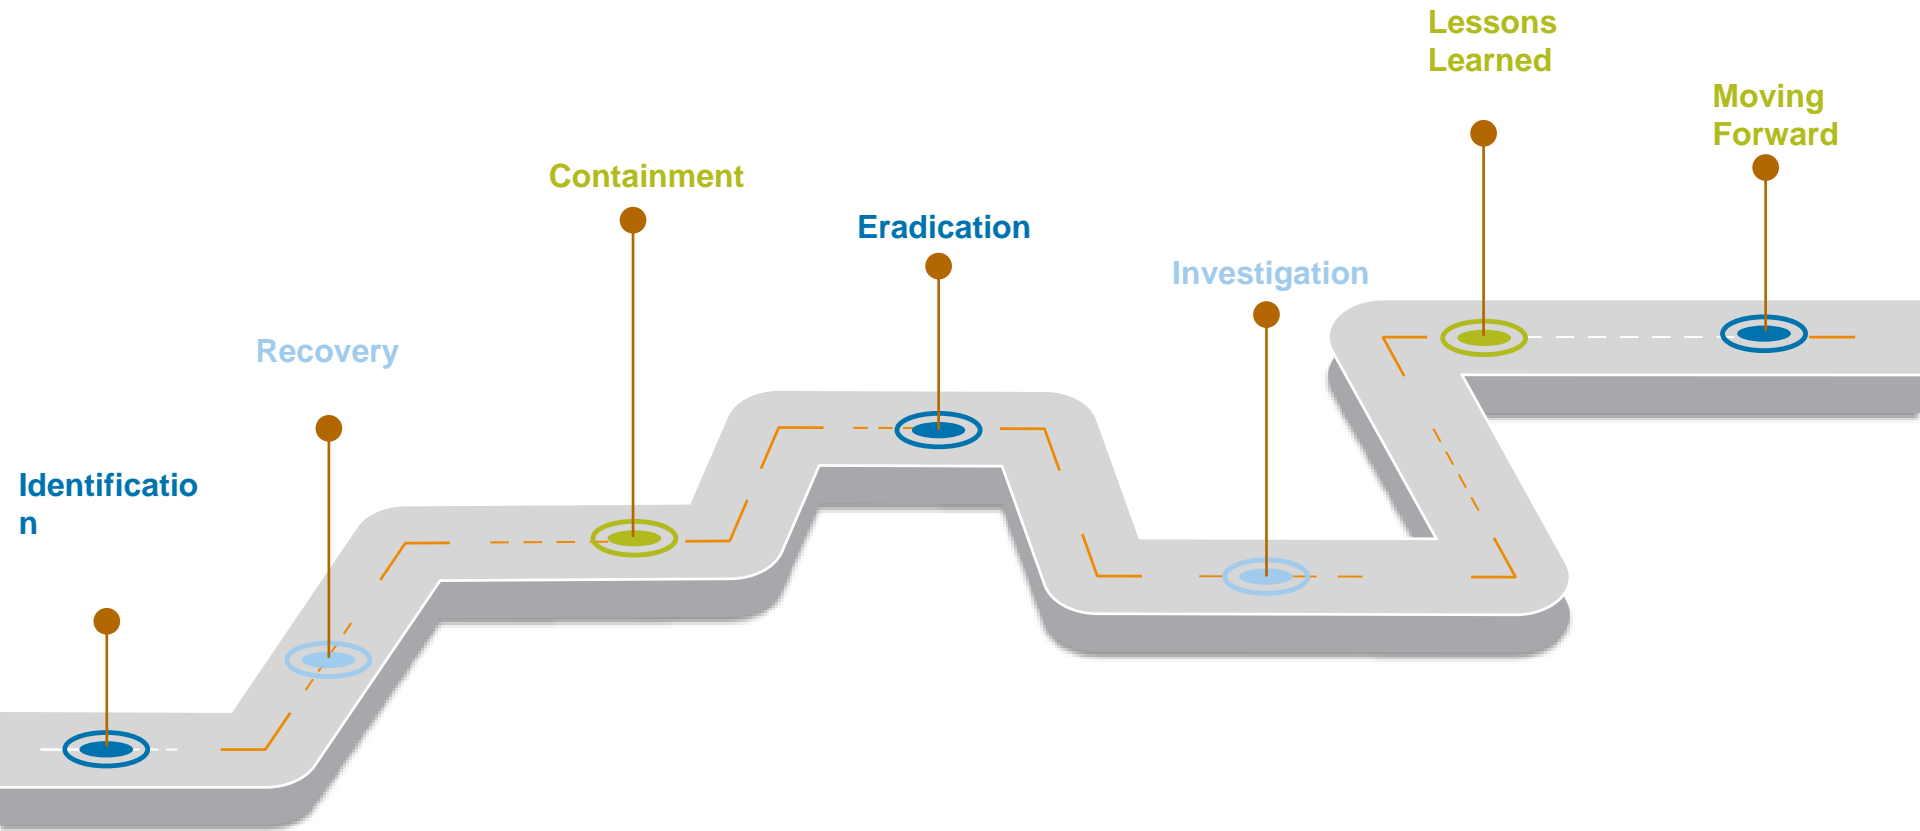 Identificatio
n
Recovery
Containment
Eradication
Investigation
Lessons
Learned
Moving
Forward